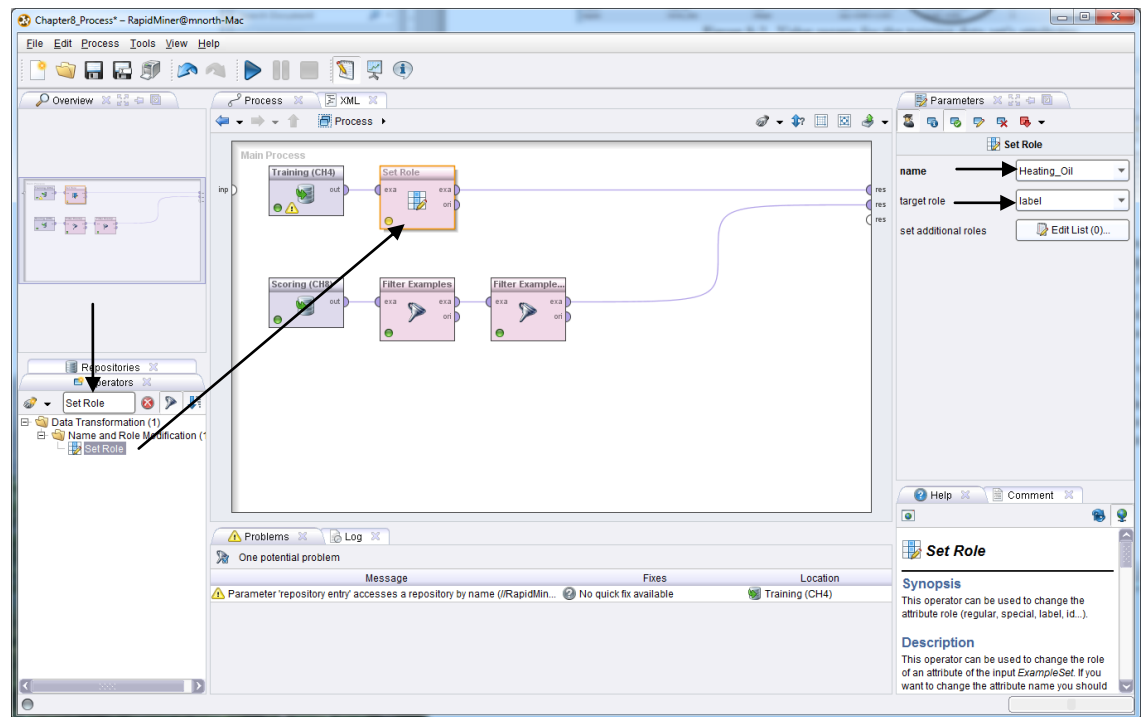 Chapter8_Process* – RapidMiner@mnorth-Mac
File Edit Process Tools View Help
Overview
Process
XML
Parameters
Process
Set Role
name
Heating_Oil
target role
label
set additional roles
Edit List (0)...
Main Process
Training (CH4)
out
Set Role
exa
exa
ori
inp
res
res
res
Scoring (CH8)
out
Filter Examples
exa
exa
ori
Filter Example...
exa
exa
ori
Repositories
Operators
Set Role
Data Transformation (1)
Name and Role Modification (1
Set Role
Problems
Log
One potential problem
Message Fixes Location
Parameter 'repository entry' accesses a repository by name (//RapidMin... No quick fix available Training (CH4)
Help
Comment
Set Role
Synopsis
This operator can be used to change the
attribute role (regular, special, label, id...).
Description
This operator can be used to change the role
of an attribute of the input ExampleSet. If you
want to change the attribute name you should